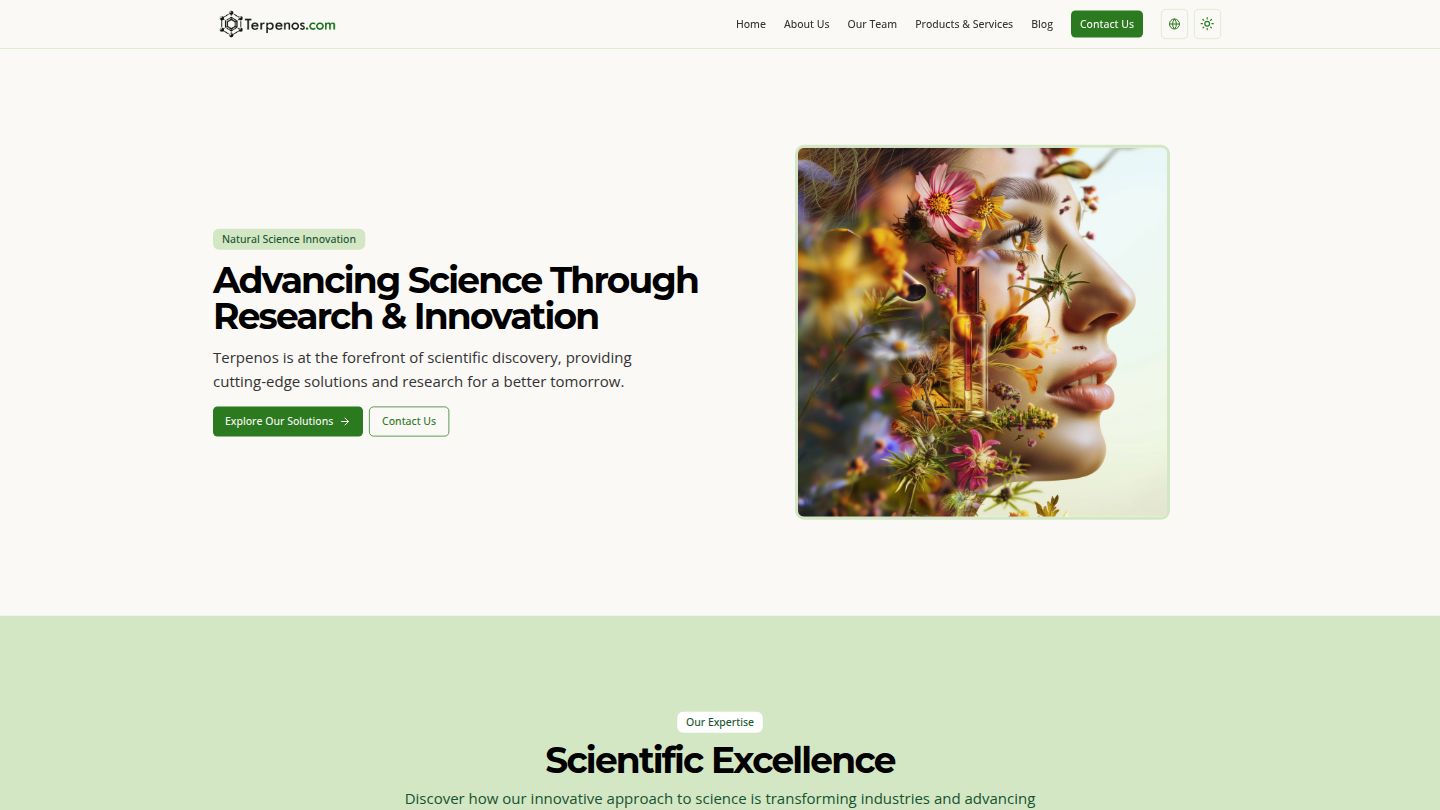 Terpenos.com
Home
About Us
Our Team
Products & Services
Blog
Contact Us
Natural Science Innovation
Advancing Science Through
Research & Innovation
Terpenos is at the forefront of scientific discovery, providing
cutting-edge solutions and research for a better tomorrow.
Explore Our Solutions
Contact Us
Our Expertise
Scientific Excellence
Discover how our innovative approach to science is transforming industries and advancing